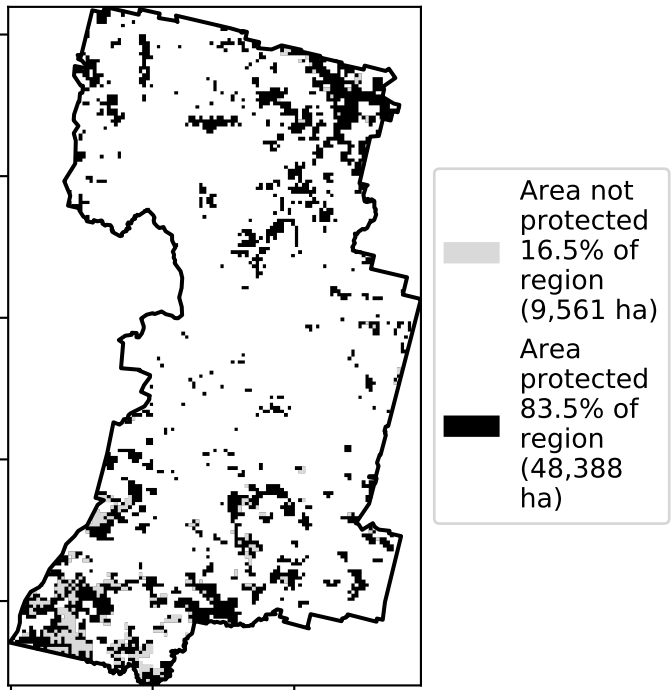 Area not
protected
16.5% of
region
(9,561 ha)
Area
protected
83.5% of
region
(48,388
ha)